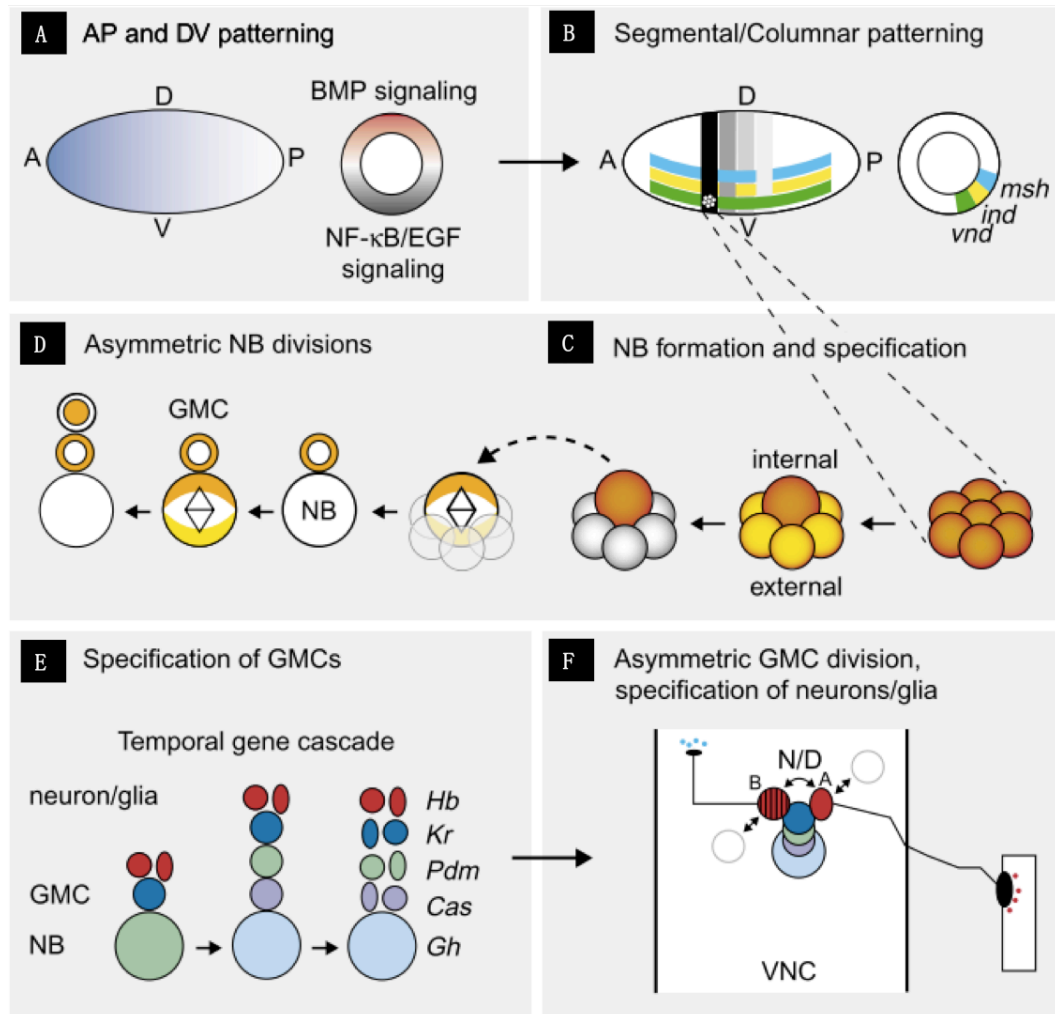 A AP and DV patterning
D
BMP signaling
A
P
V
NF-κB/EGF
signaling
B Segmental/Columnar patterning
D
A
P
V
msh
ind
vnd
D Asymmetric NB divisions
GMC
NB
C NB formation and specification
internal
external
E Specification of GMCs
Temporal gene cascade
neuron/glia
GMC
NB
Hb
Kr
Pdm
Cas
Gh
F Asymmetric GMC division,
specification of neurons/glia
N/D
B
A
VNC